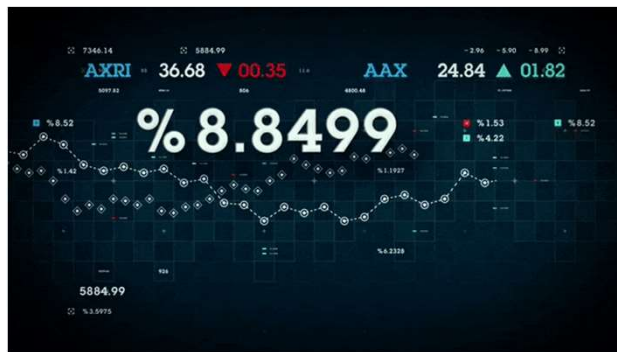 7346.14 5884.99 -2.96 -5.90 -8.99
AXRI 36.68 ▼ 00.35 AAX 24.84 ▲ 01.82
5097.82 806 4800.48
%8.52 %8.8499 %1.53 %8.52
%4.22
%1.42 %1.1927
%6.2328
926
5884.99
%3.5975